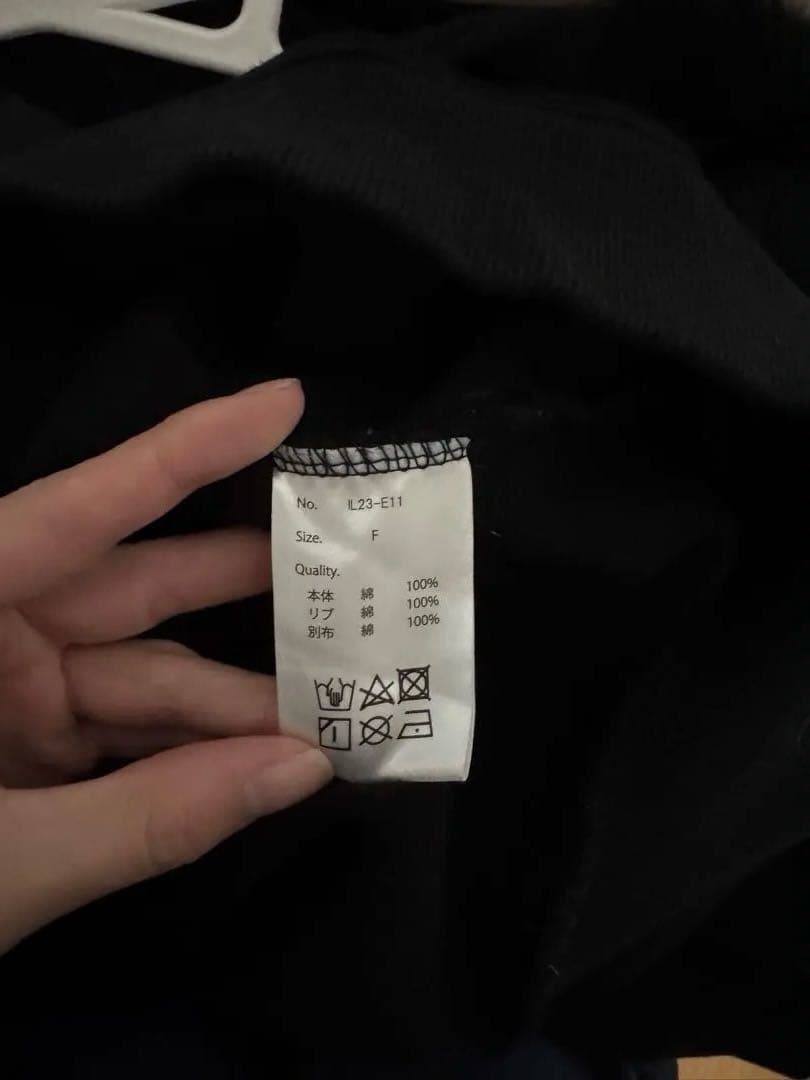 No. IL23-E11
Size. F
Quality.
本体 綿 100%
リブ 綿 100%
別布 綿 100%